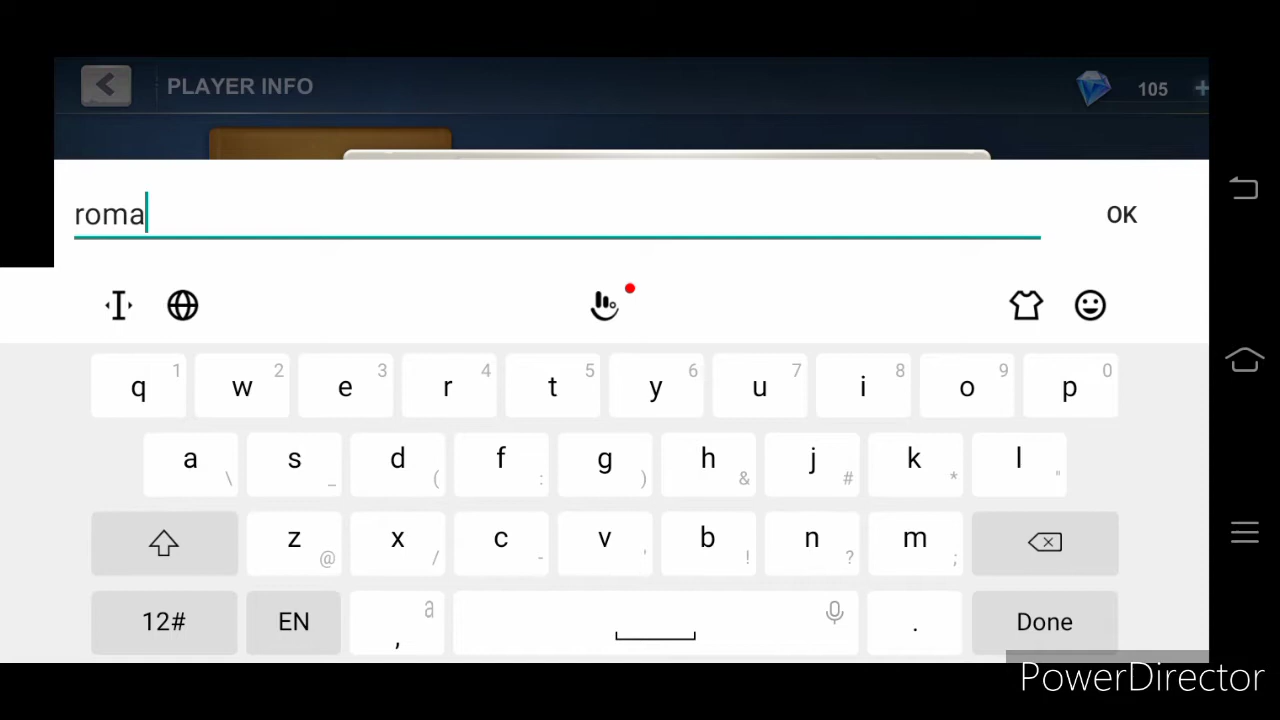 PLAYER INFO 105 +
roma OK
q 1 w 2 e 3 r 4 t 5 y 6 u 7 i 8 o 9 p 0
a \ s _ d ( f : g ) h & j # k * l "
z @ x / c - v ' b ! n ? m ;
12# EN , a . Done
PowerDirector